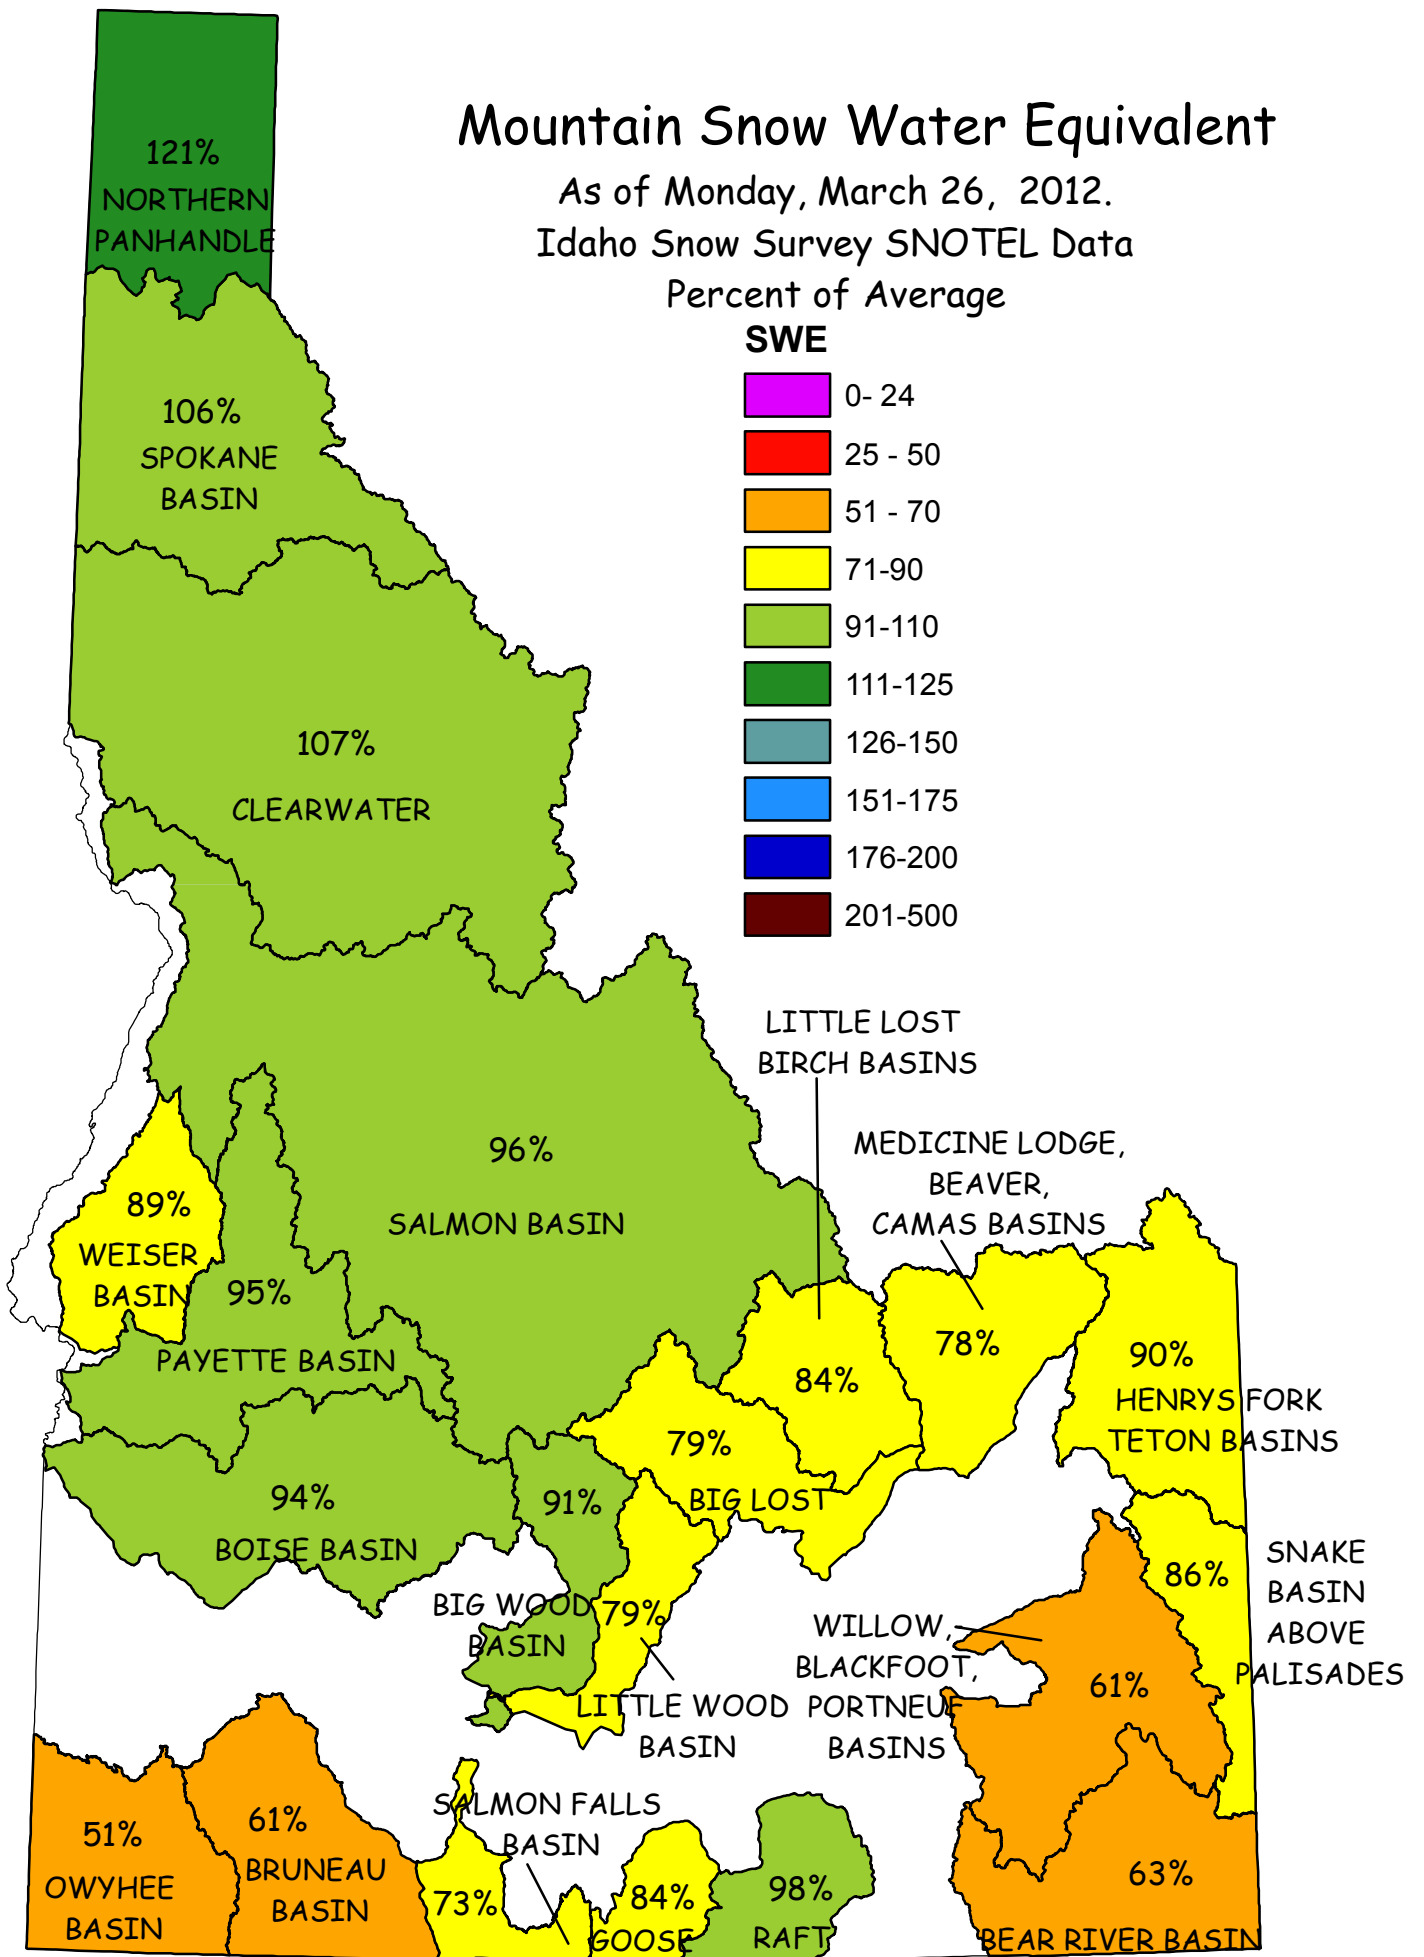 Mountain Snow Water Equivalent
As of Monday, March 26, 2012.
Idaho Snow Survey SNOTEL Data
Percent of Average
SWE
0- 24
25 - 50
51 - 70
71-90
91-110
111-125
126-150
151-175
176-200
201-500
121%
NORTHERN
PANHANDLE
106%
SPOKANE
BASIN
107%
CLEARWATER
96%
SALMON BASIN
89%
WEISER
BASIN
95%
PAYETTE BASIN
94%
BOISE BASIN
LITTLE LOST
BIRCH BASINS
84%
MEDICINE LODGE,
BEAVER,
CAMAS BASINS
78%
90%
HENRYS FORK
TETON BASINS
79%
BIG LOST
91%
BIG WOOD
BASIN
79%
LITTLE WOOD
BASIN
86%
SNAKE
BASIN
ABOVE
PALISADES
WILLOW,
BLACKFOOT,
PORTNEUF
BASINS
61%
51%
OWYHEE
BASIN
61%
BRUNEAU
BASIN
SALMON FALLS
BASIN
73%
84%
GOOSE
98%
RAFT
63%
BEAR RIVER BASIN